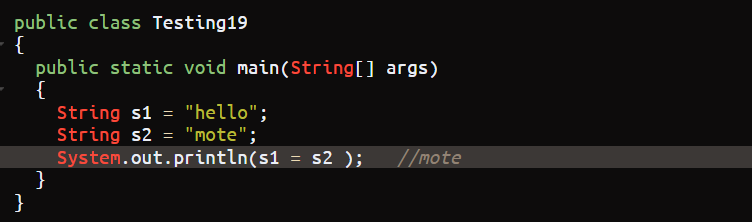 public class Testing19
{
public static void main(String[] args)
{
String s1 = "hello";
String s2 = "mote";
System.out.println(s1 = s2 ); //mote
}
}